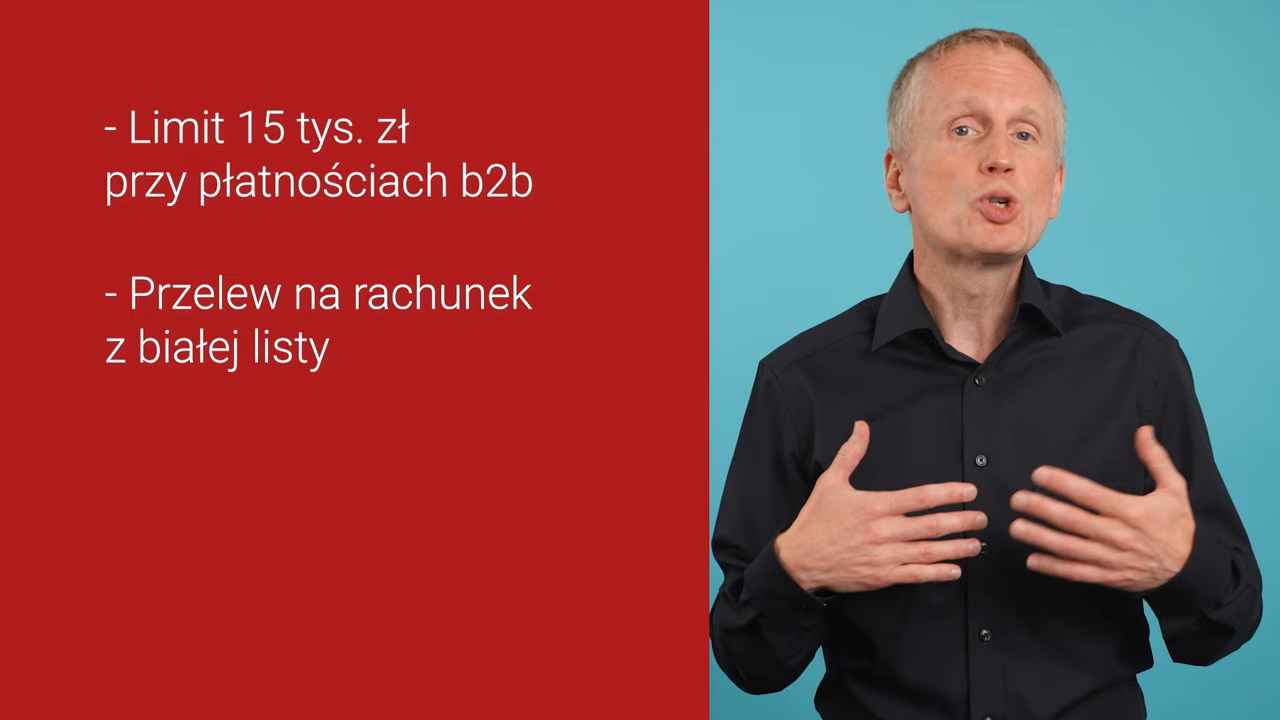 - Limit 15 tys. zł
przy płatnościach b2b
- Przelew na rachunek
z białej listy